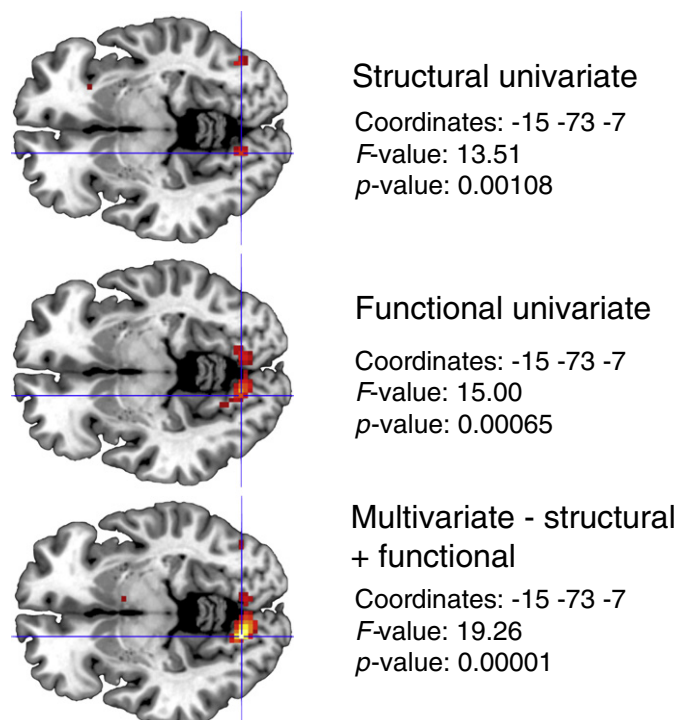 Structural univariate
Coordinates: -15 -73 -7
F-value: 13.51
p-value: 0.00108
Functional univariate
Coordinates: -15 -73 -7
F-value: 15.00
p-value: 0.00065
Multivariate - structural
+ functional
Coordinates: -15 -73 -7
F-value: 19.26
p-value: 0.00001